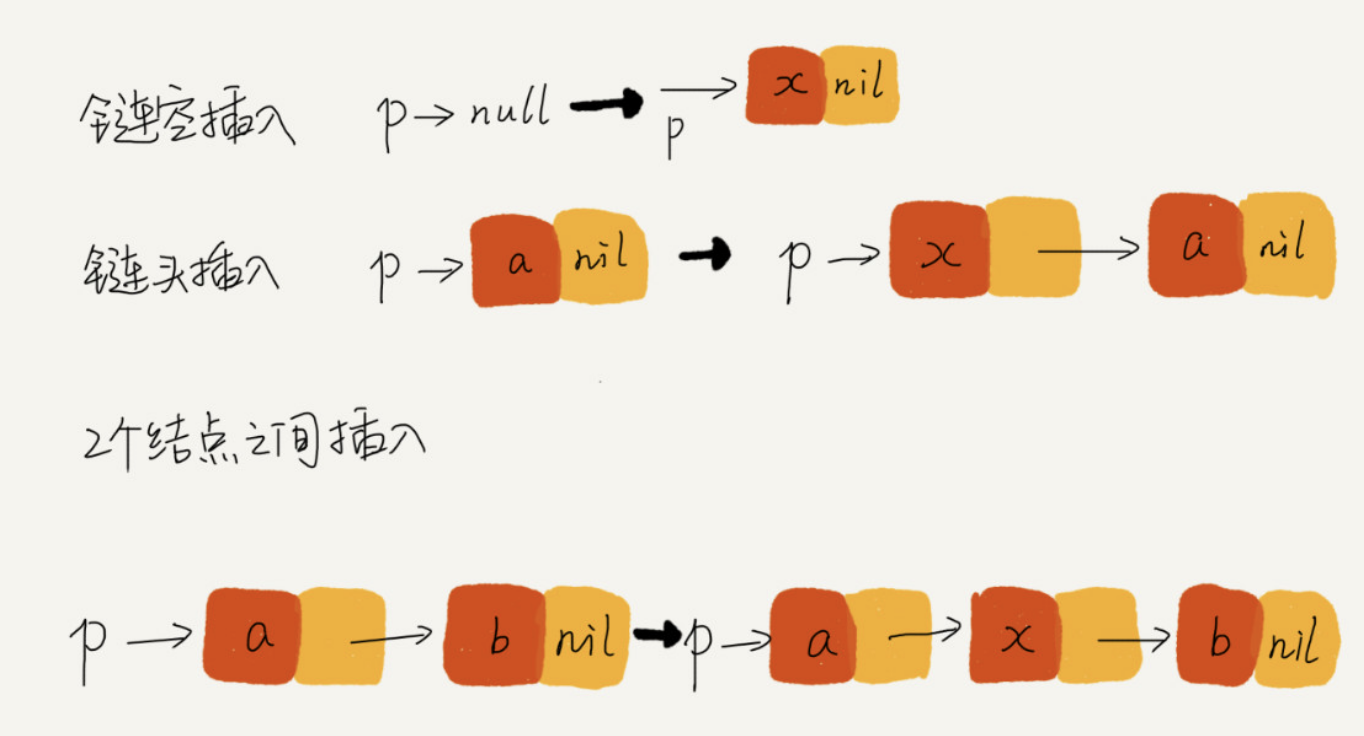 链空插入 p→ null → p → x nil
链头插入 p → a nil → p → x → a nil
2个结点之间插入
p → a → b nil → p → a → x → b nil